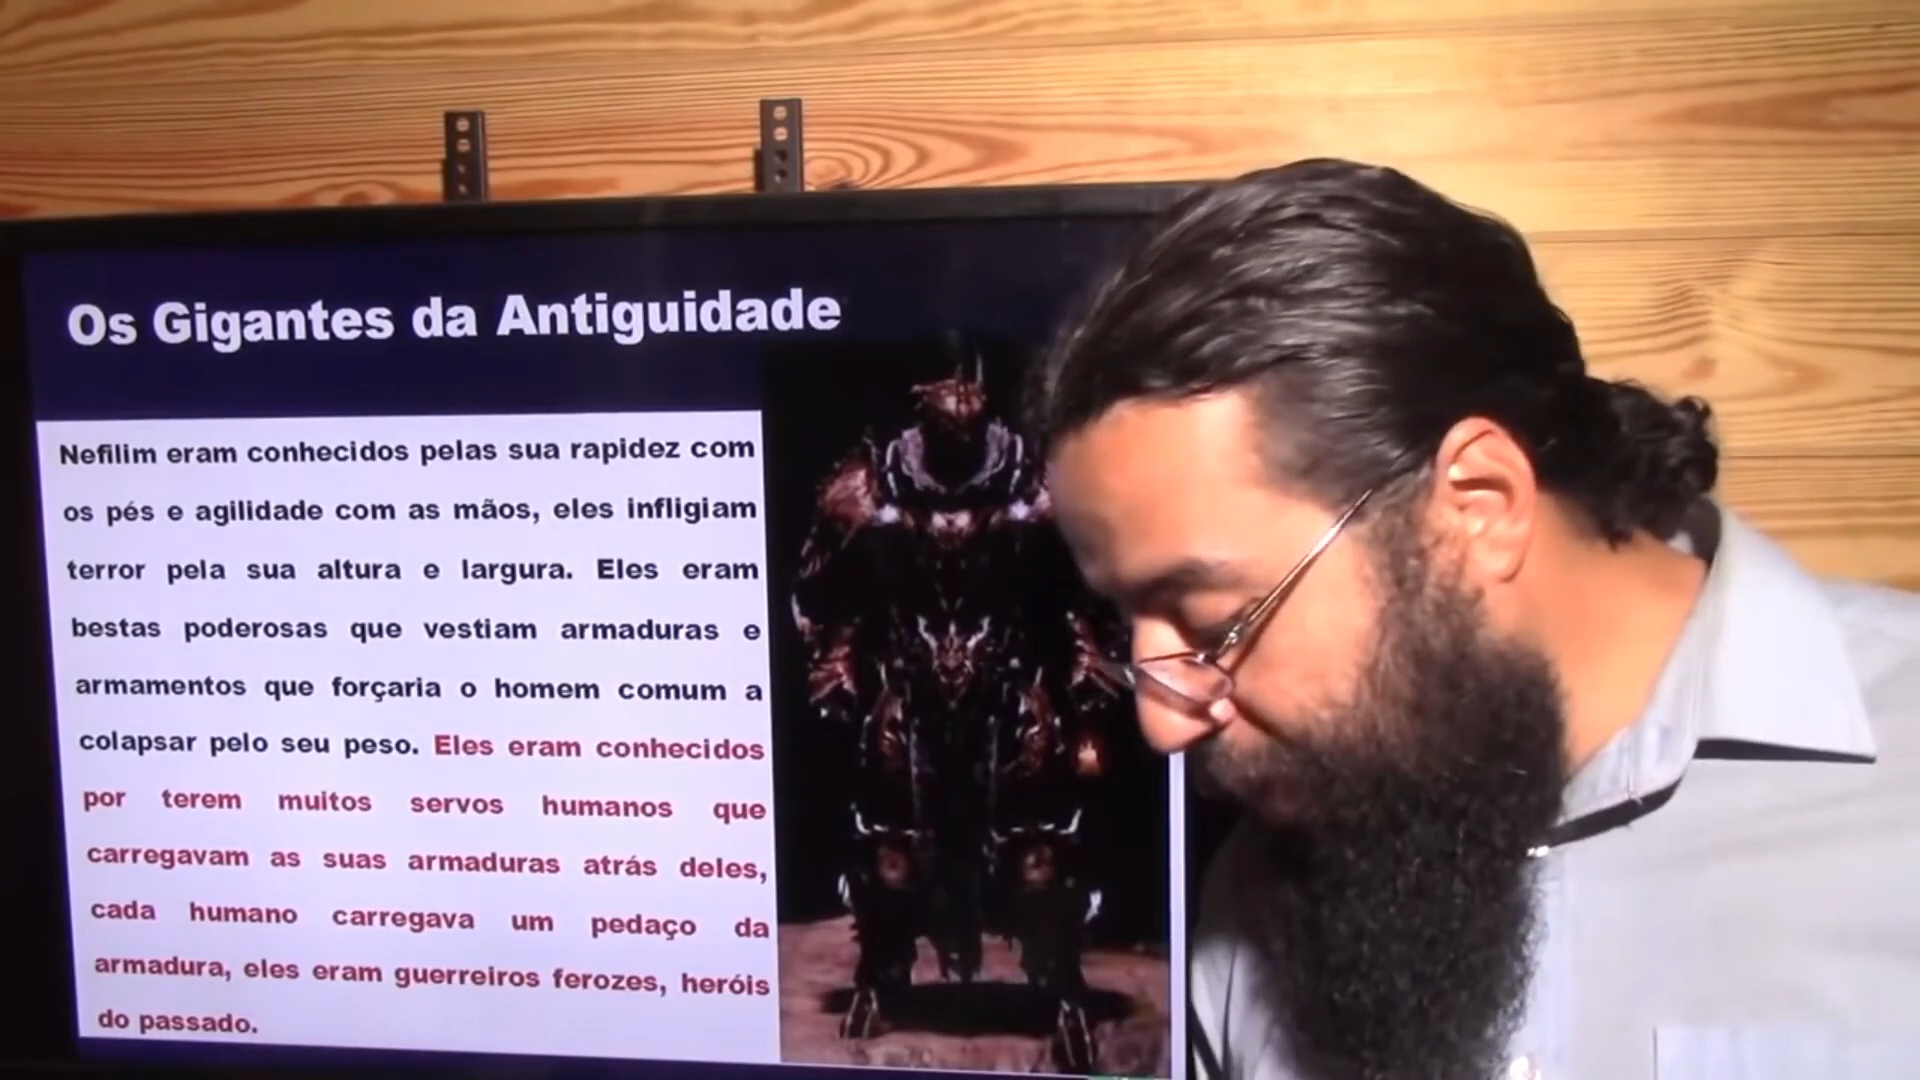 Os Gigantes da Antiguidade
Nefilim eram conhecidos pelas sua rapidez com
os pés e agilidade com as mãos, eles infligiam
terror pela sua altura e largura. Eles eram
bestas poderosas que vestiam armaduras e
armamentos que forçaria o homem comum a
colapsar pelo seu peso. Eles eram conhecidos
por terem muitos servos humanos que
carregavam as suas armaduras atrás deles,
cada humano carregava um pedaço da
armadura, eles eram guerreiros ferozes, heróis
do passado.